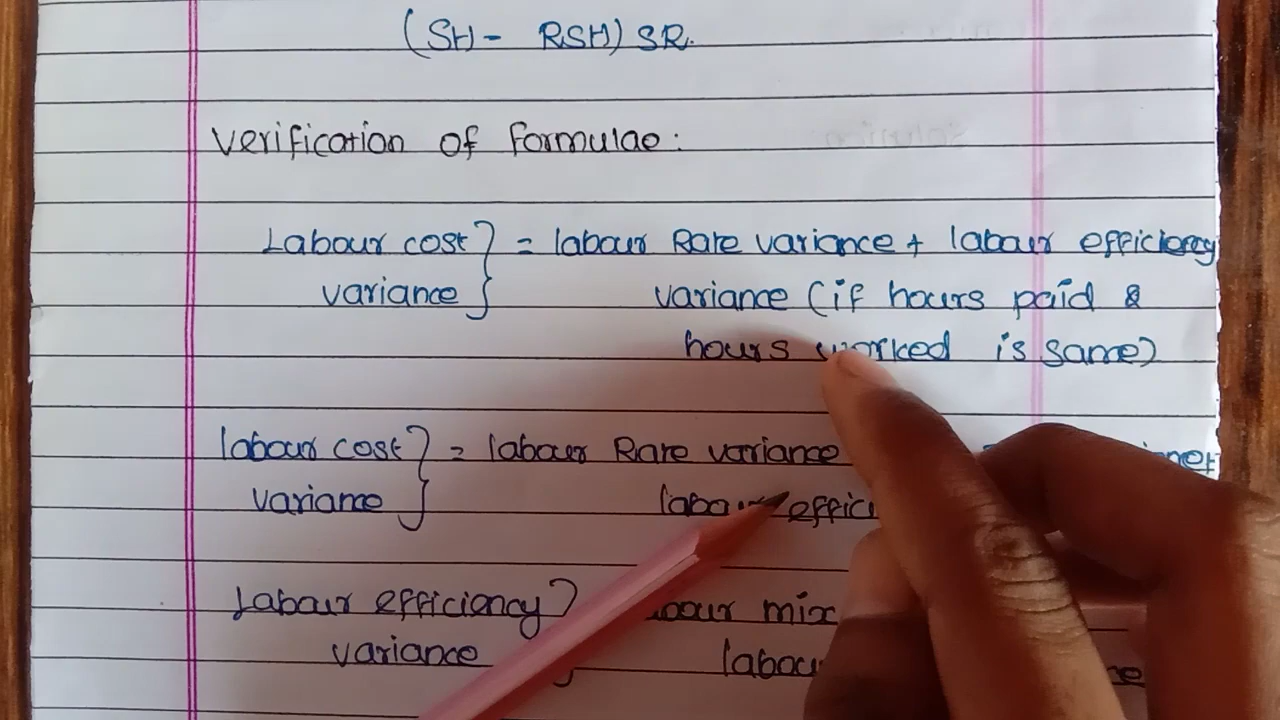 (SH - RSH) SR.
Verification of formulae:
Labour cost } = labour Rate variance + labour efficiency
variance variance (if hours paid &
hours worked is same)
labour cost } = labour Rate variance
variance
Labour efficiency } mix
variance